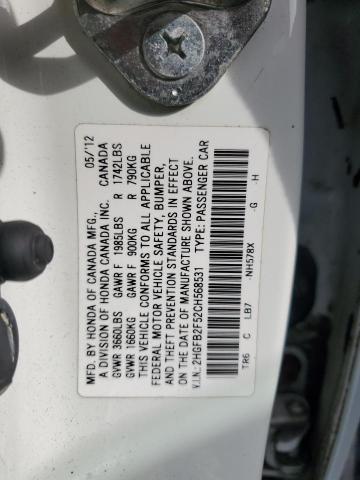 MFD. BY HONDA OF CANADA MFG., 05/'12
A DIVISION OF HONDA CANADA INC. CANADA
GVWR 3660LBS GAWR F 1985LBS R 1742LBS
GVWR 1660KG GAWR F 900KG R 790KG
THIS VEHICLE CONFORMS TO ALL APPLICABLE
FEDERAL MOTOR VEHICLE SAFETY, BUMPER,
AND THEFT PREVENTION STANDARDS IN EFFECT
ON THE DATE OF MANUFACTURE SHOWN ABOVE.
V.I.N.: 2HGFB2F52CH568531 TYPE: PASSENGER CAR
TR6 C LB7 -NH578X -G -H